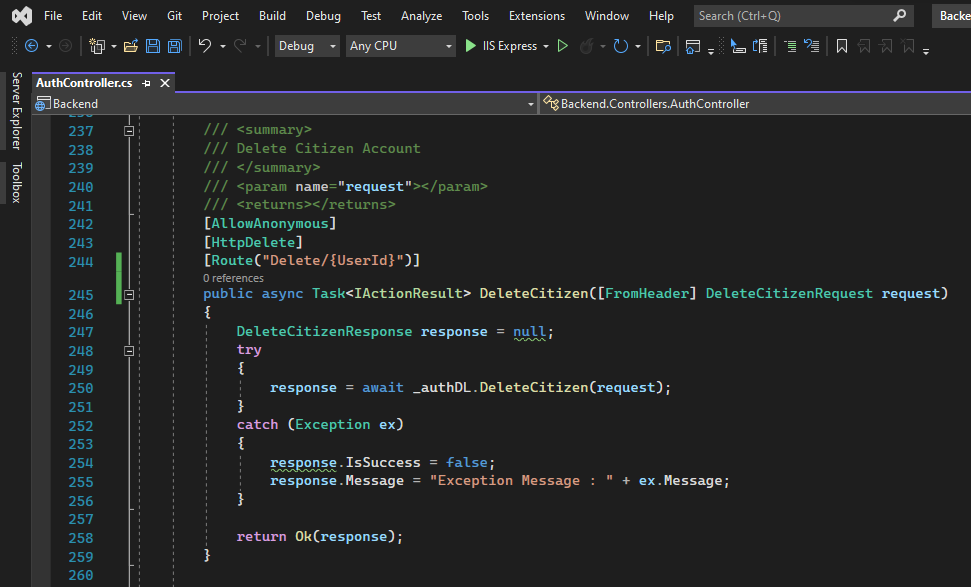 File Edit View Git Project Build Debug Test Analyze Tools Extensions Window Help Search (Ctrl+Q)
Debug Any CPU IIS Express
Server Explorer
Toolbox
AuthController.cs
Backend Backend.Controllers.AuthController
237 /// <summary>
238 /// Delete Citizen Account
239 /// </summary>
240 /// <param name="request"></param>
241 /// <returns></returns>
242 [AllowAnonymous]
243 [HttpDelete]
244 [Route("Delete/{UserId}")]
0 references
245 public async Task<IActionResult> DeleteCitizen([FromHeader] DeleteCitizenRequest request)
246 {
247 DeleteCitizenResponse response = null;
248 try
249 {
250 response = await _authDL.DeleteCitizen(request);
251 }
252 catch (Exception ex)
253 {
254 response.IsSuccess = false;
255 response.Message = "Exception Message : " + ex.Message;
256 }
257
258 return Ok(response);
259 }
260